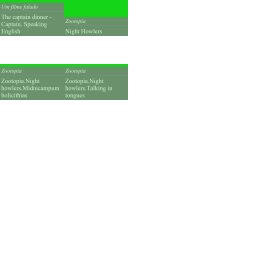 Um filme falado
The captain dinner -
Captain. Speaking
English
Zootopia
Night Howlers
Zootopia
Zootopia.Night
howlers.Midnicampum
holicithias
Zootopia
Zootopia.Night
howlers.Talking in
tongues